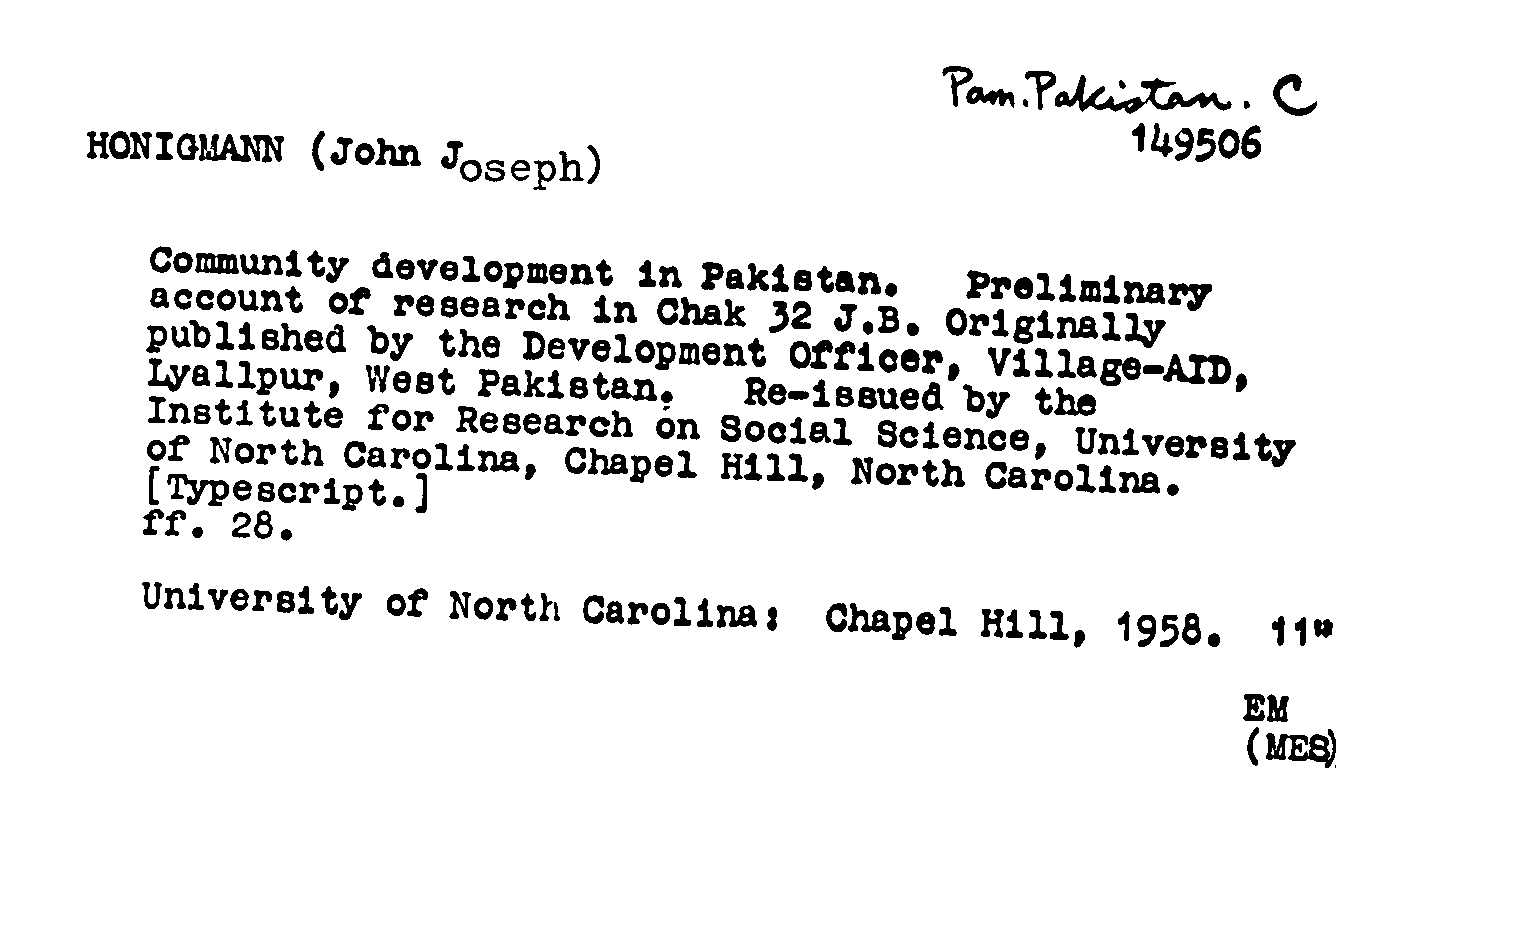 Pam. Pakistan. C
149506
HONIGMANN (John Joseph)
Community development in Pakistan. Preliminary
account of research in Chak 32 J.B. Originally
published by the Development Officer, Village-AID,
Lyallpur, West Pakistan. Re-issued by the
Institute for Research on Social Science, University
of North Carolina, Chapel Hill, North Carolina.
[Typescript.]
ff. 28.
University of North Carolina: Chapel Hill, 1958. 11"
EM
(MES)